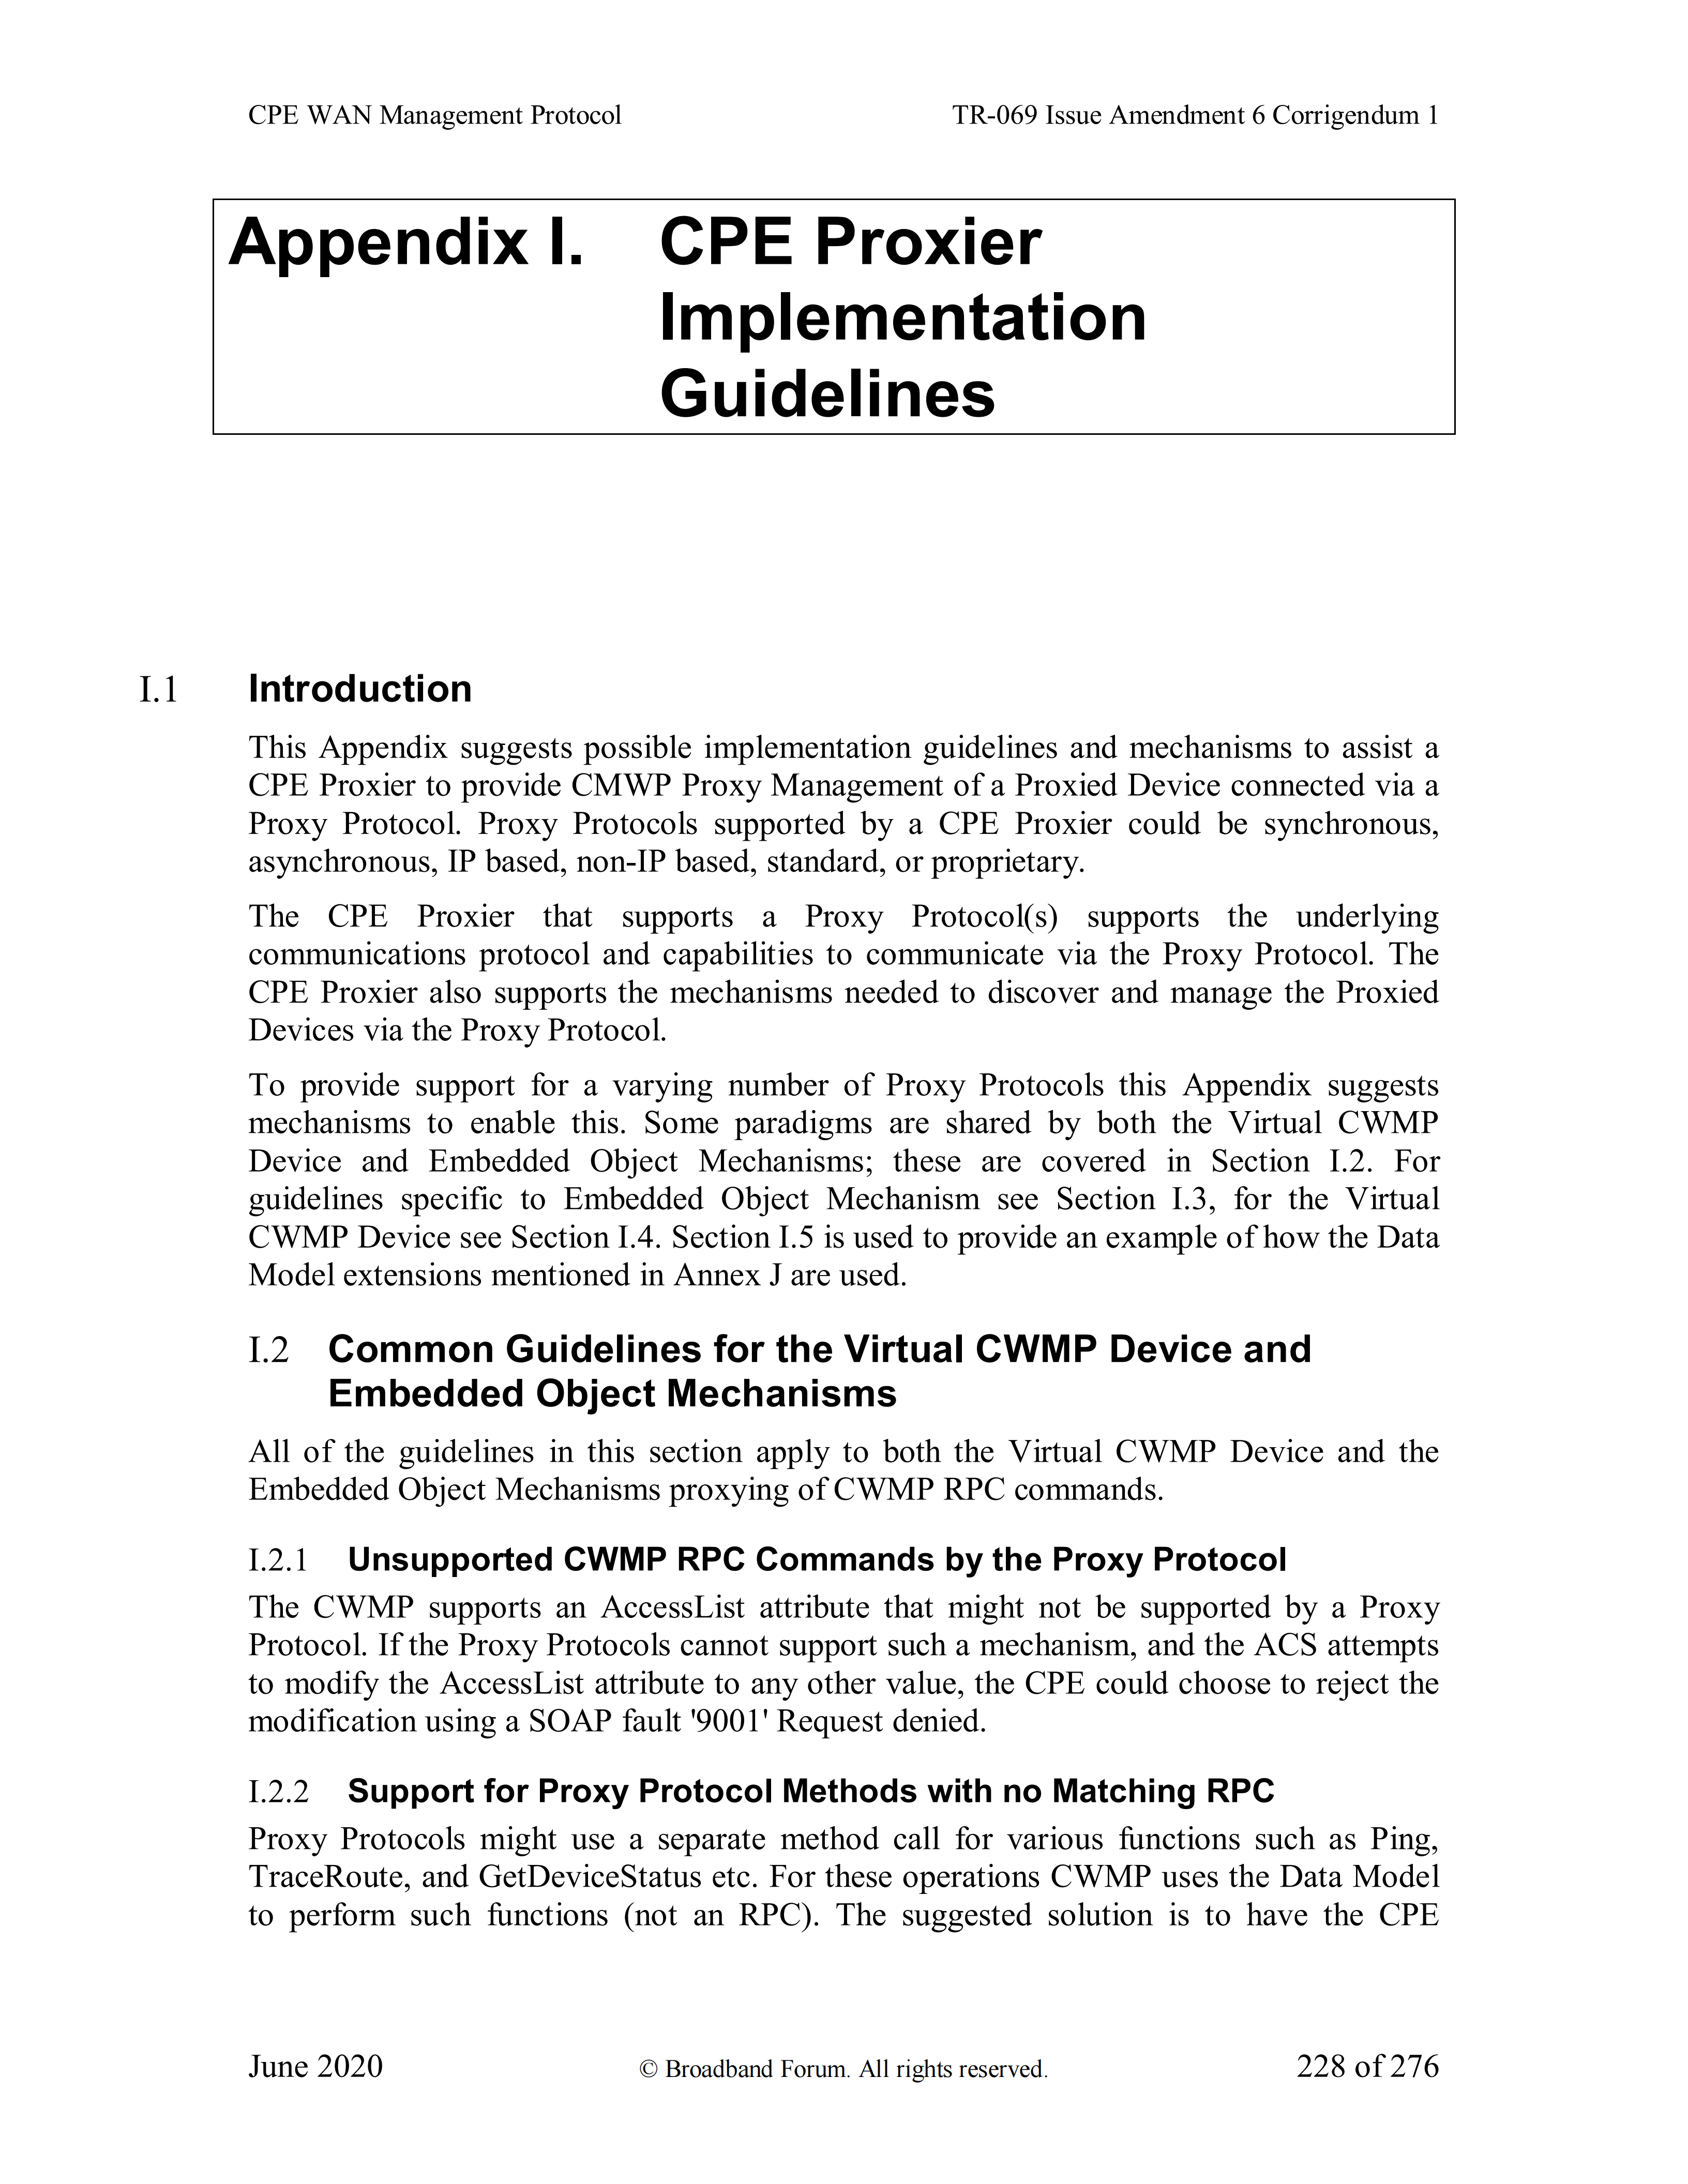 CPE WAN Management Protocol TR-069 Issue Amendment 6 Corrigendum 1
Appendix I. CPE Proxier
Implementation
Guidelines
I.1 Introduction
This Appendix suggests possible implementation guidelines and mechanisms to assist a
CPE Proxier to provide CMWP Proxy Management of a Proxied Device connected via a
Proxy Protocol. Proxy Protocols supported by a CPE Proxier could be synchronous,
asynchronous, IP based, non-IP based, standard, or proprietary.
The CPE Proxier that supports a Proxy Protocol(s) supports the underlying
communications protocol and capabilities to communicate via the Proxy Protocol. The
CPE Proxier also supports the mechanisms needed to discover and manage the Proxied
Devices via the Proxy Protocol.
To provide support for a varying number of Proxy Protocols this Appendix suggests
mechanisms to enable this. Some paradigms are shared by both the Virtual CWMP
Device and Embedded Object Mechanisms; these are covered in Section I.2. For
guidelines specific to Embedded Object Mechanism see Section I.3, for the Virtual
CWMP Device see Section I.4. Section I.5 is used to provide an example of how the Data
Model extensions mentioned in Annex J are used.
I.2 Common Guidelines for the Virtual CWMP Device and
Embedded Object Mechanisms
All of the guidelines in this section apply to both the Virtual CWMP Device and the
Embedded Object Mechanisms proxying of CWMP RPC commands.
I.2.1 Unsupported CWMP RPC Commands by the Proxy Protocol
The CWMP supports an AccessList attribute that might not be supported by a Proxy
Protocol. If the Proxy Protocols cannot support such a mechanism, and the ACS attempts
to modify the AccessList attribute to any other value, the CPE could choose to reject the
modification using a SOAP fault '9001' Request denied.
I.2.2 Support for Proxy Protocol Methods with no Matching RPC
Proxy Protocols might use a separate method call for various functions such as Ping,
TraceRoute, and GetDeviceStatus etc. For these operations CWMP uses the Data Model
to perform such functions (not an RPC). The suggested solution is to have the CPE
June 2020 © Broadband Forum. All rights reserved. 228 of 276